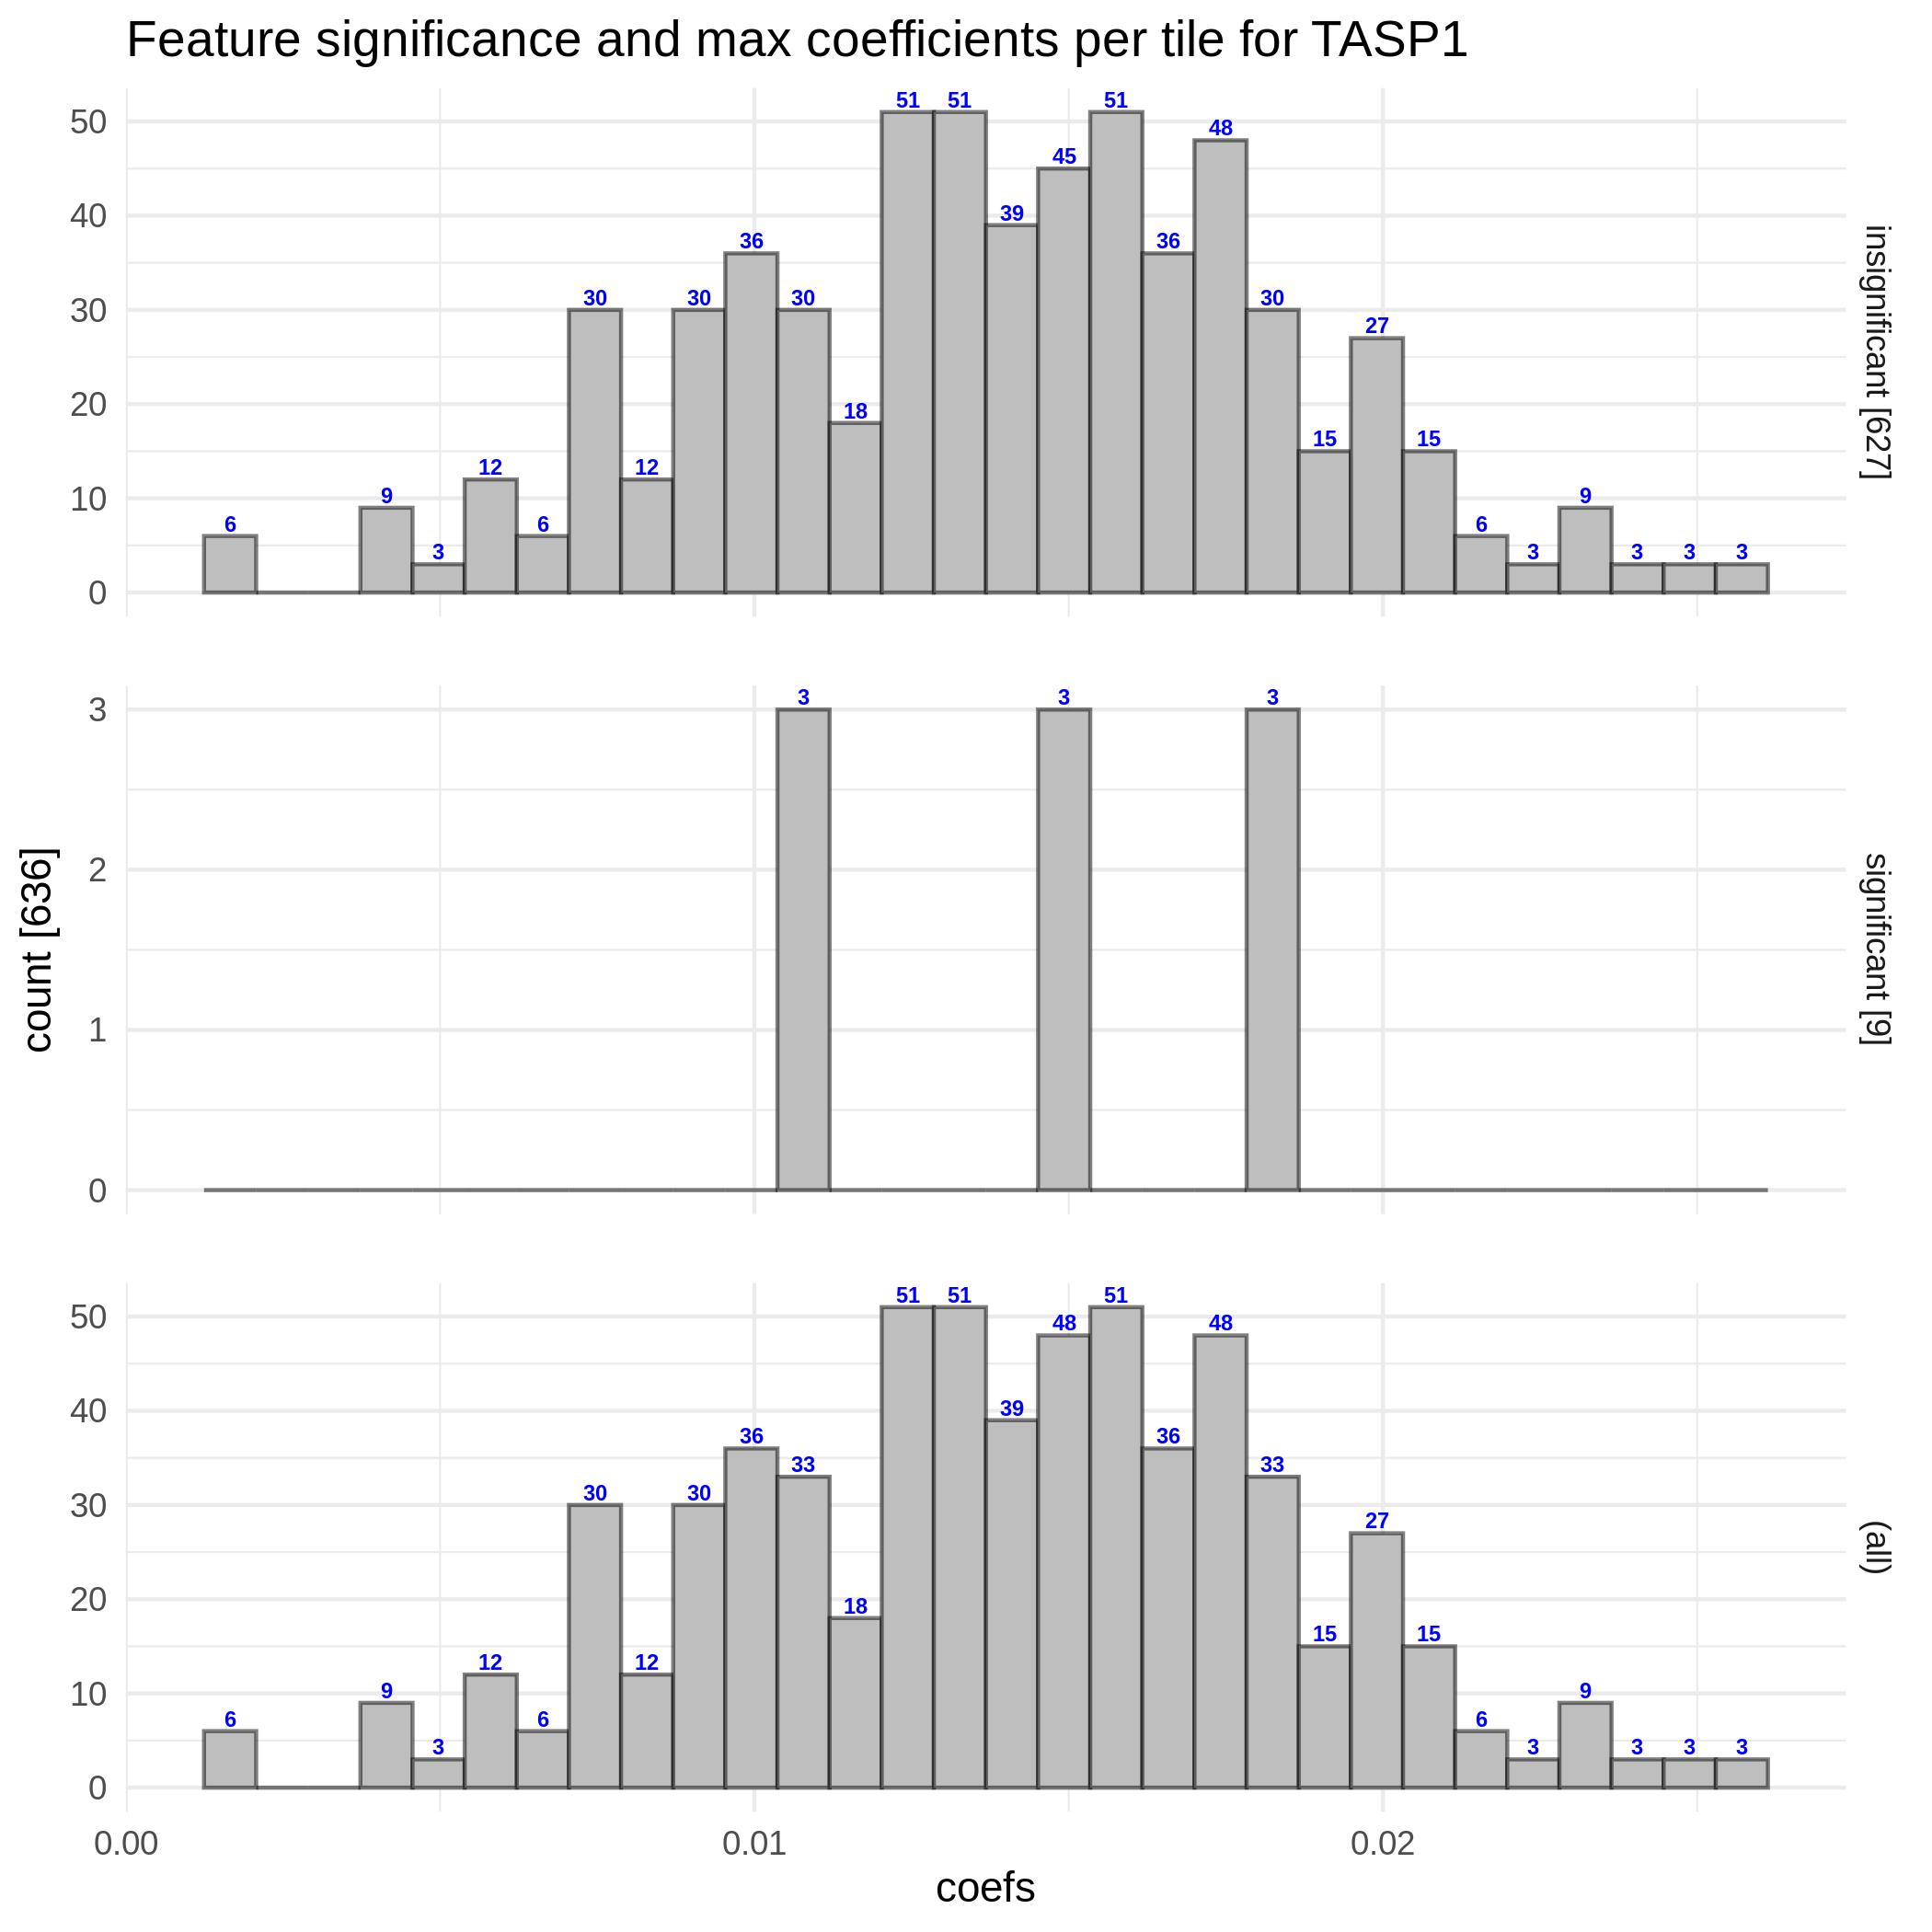 Feature significance and max coefficients per tile for TASP1
51 51 51
50 48
45
40 39
36 36
30 30 30 30 30
27
20 18
15 15
12 12
10 9 9
6 6 6
3 3 3 3 3
0
insignificant [627]
3 3 3 3
2
1
0
significant [9]
count [636]
51 51 51
50 48 48
40 39
36 36
33 33
30 30 30
27
20 18
15 15
12 12
10 9 9
6 6 6
3 3 3 3 3
0
(all)
0.00 0.01 0.02
coefs